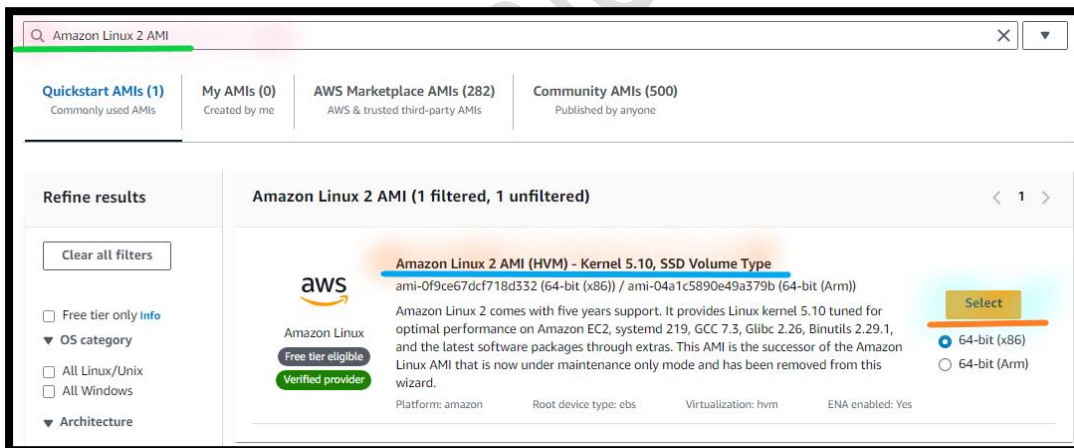 Amazon Linux 2 AMI
Quickstart AMIs (1)
Commonly used AMIs
My AMIs (0)
Created by me
AWS Marketplace AMIs (282)
AWS & trusted third-party AMIs
Community AMIs (500)
Published by anyone
Refine results
Clear all filters
Free tier only Info
OS category
All Linux/Unix
All Windows
Architecture
Amazon Linux 2 AMI (1 filtered, 1 unfiltered)
1
aws
Amazon Linux
Free tier eligible
Verified provider
Amazon Linux 2 AMI (HVM) - Kernel 5.10, SSD Volume Type
ami-0f9ce67dcf718d332 (64-bit (x86)) / ami-04a1c5890e49a379b (64-bit (Arm))
Amazon Linux 2 comes with five years support. It provides Linux kernel 5.10 tuned for
optimal performance on Amazon EC2, systemd 219, GCC 7.3, Glibc 2.26, Binutils 2.29.1,
and the latest software packages through extras. This AMI is the successor of the Amazon
Linux AMI that is now under maintenance only mode and has been removed from this
wizard.
Platform: amazon Root device type: ebs Virtualization: hvm ENA enabled: Yes
Select
64-bit (x86)
64-bit (Arm)